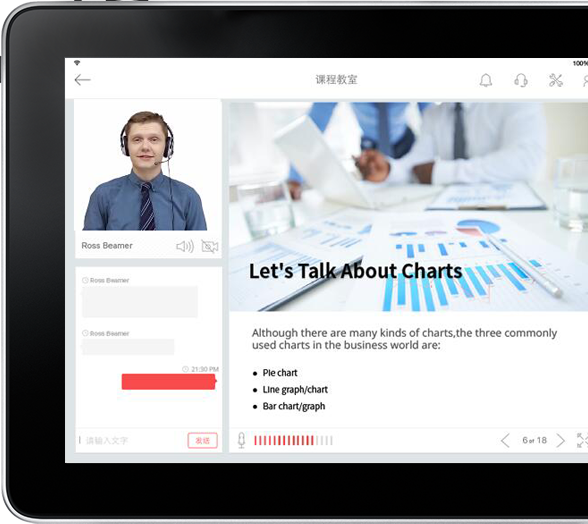 100%
课程教室
Ross Beamer
Let's Talk About Charts
Ross Beamer
Although there are many kinds of charts,the three commonly
used charts in the business world are:
Ross Beamer
21:30 PM
● Pie chart
● Line graph/chart
● Bar chart/graph
请输入文字
发送
6 of 18